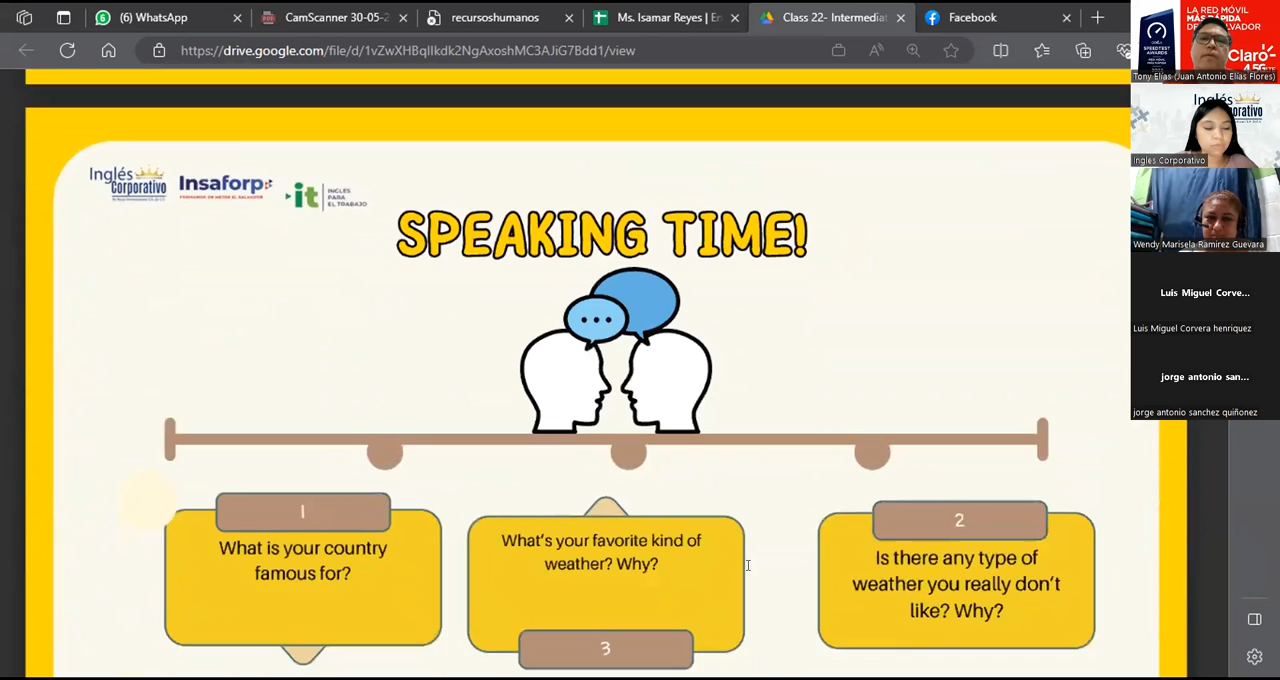 (6) WhatsApp
CamScanner 30-05-2
recursoshumanos
Ms. Isamar Reyes | En
Class 22- Intermediat
Facebook
https://drive.google.com/file/d/1vZwXHBqllkdk2NgAxoshMC3AJiG7Bdd1/view
LA RED MÓVIL
MÁS RÁPIDA
SPEEDTEST
AWARDS
Claro
4.5G
Tony Elias (Juan Antonio Elias Flores)
Inglés
Corporativo
Ingles Corporativo
Wendy Marisela Ramirez Guevara
Luis Miguel Corve...
Luis Miguel Corvera henriquez
jorge antonio san...
jorge antonio sanchez quiñonez
Inglés
Corporativo
Insaforp
it
INGLES
PARA
EL TRABAJO
SPEAKING TIME!
1
What is your country
famous for?
What's your favorite kind of
weather? Why?
3
2
Is there any type of
weather you really don't
like? Why?